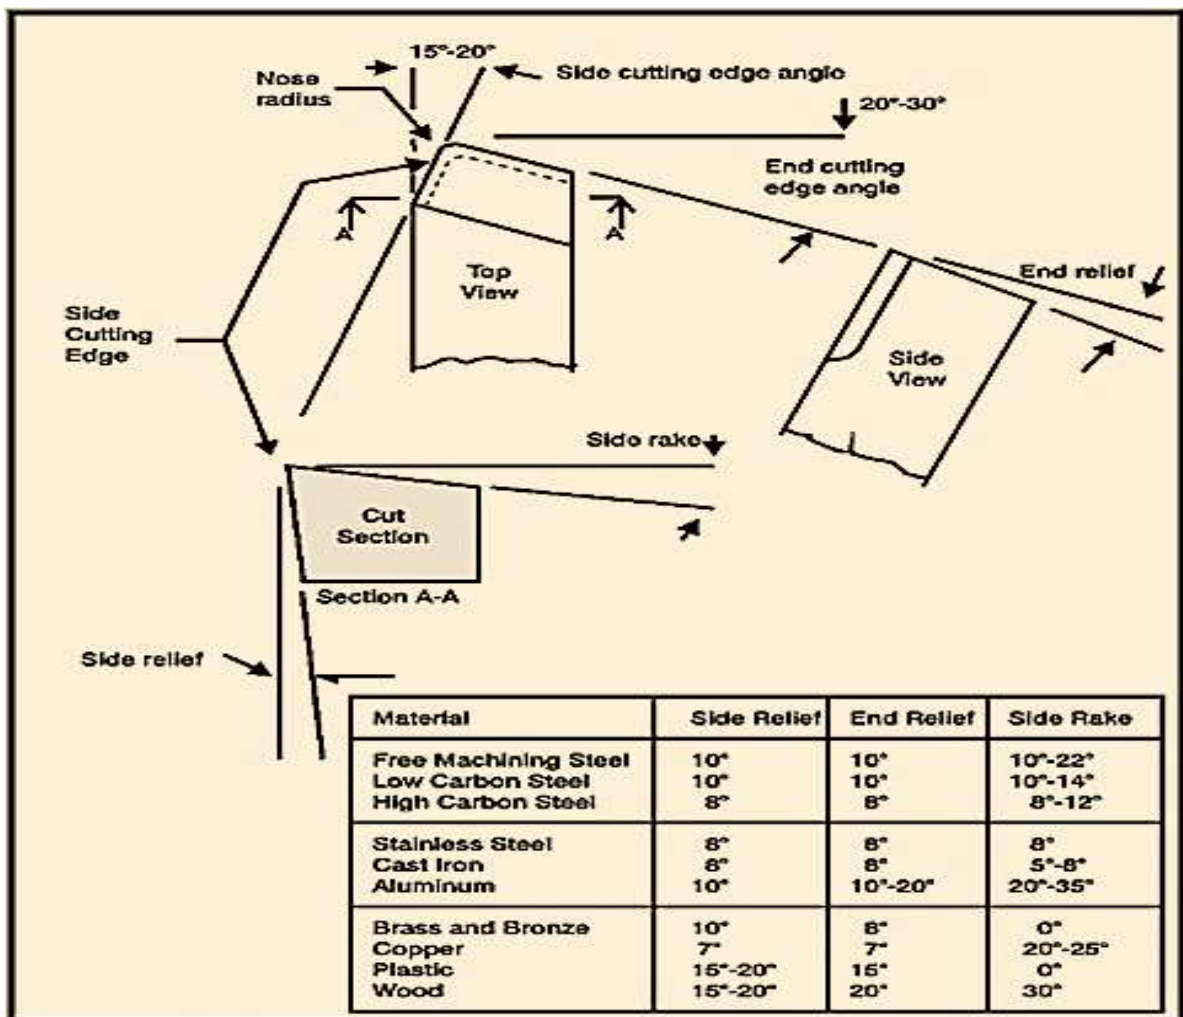 15°-20°
Side cutting edge angle
Nose
radius
20°-30°
End cutting
edge angle
A
A
Top
View
End relief
Side
Cutting
Edge
Side
View
Side rake
Cut
Section
Section A-A
Side relief
Material Side Relief End Relief Side Rake
Free Machining Steel 10° 10° 10°-22°
Low Carbon Steel 10° 10° 10°-14°
High Carbon Steel 8° 8° 8°-12°
Stainless Steel 8° 8° 8°
Cast Iron 8° 8° 5°-8°
Aluminum 10° 10°-20° 20°-35°
Brass and Bronze 10° 8° 0°
Copper 7° 7° 20°-25°
Plastic 15°-20° 15° 0°
Wood 15°-20° 20° 30°